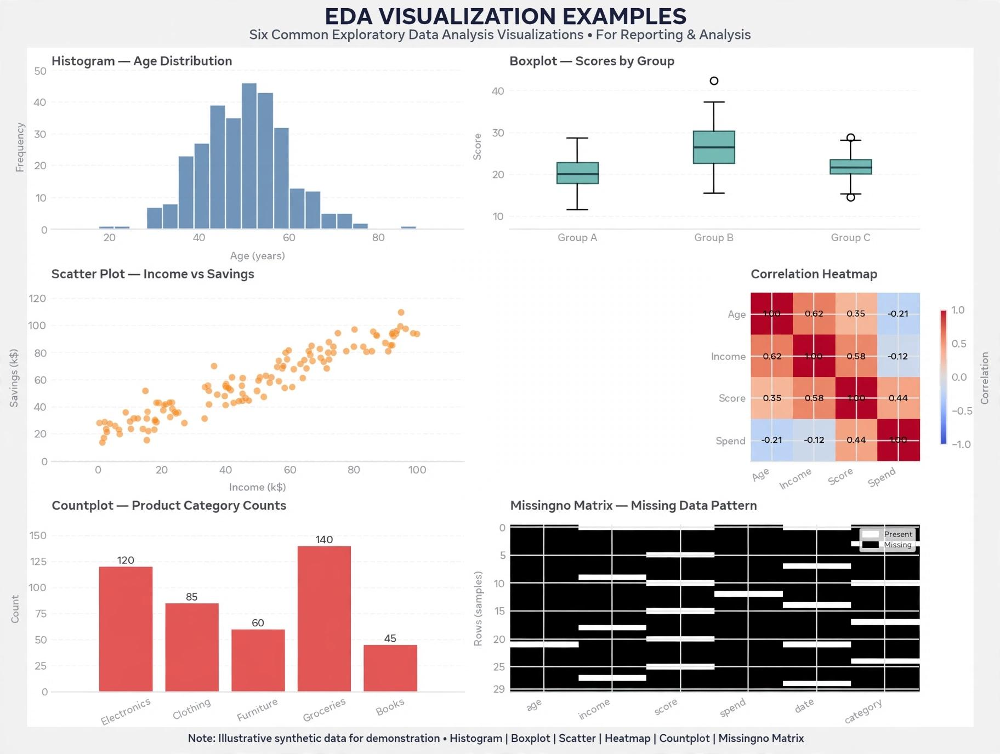 EDA VISUALIZATION EXAMPLES
Six Common Exploratory Data Analysis Visualizations • For Reporting & Analysis
Histogram — Age Distribution
Frequency
50
40
30
20
10
0
20 40 60 80
Age (years)
Boxplot — Scores by Group
Score
40
30
20
10
Group A Group B Group C
Scatter Plot — Income vs Savings
Savings (k$)
120
100
80
60
40
20
0
0 20 40 60 80 100
Income (k$)
Correlation Heatmap
Age 1.00 0.62 0.35 -0.21
Income 0.62 1.00 0.58 -0.12
Score 0.35 0.58 1.00 0.44
Spend -0.21 -0.12 0.44 1.00
Age Income Score Spend
1.0
0.5
0.0
−0.5
−1.0
Correlation
Countplot — Product Category Counts
Count
150
125
100
75
50
25
0
120
85
60
140
45
Electronics Clothing Furniture Groceries Books
Missingno Matrix — Missing Data Pattern
Rows (samples)
0
5
10
15
20
25
29
Present
Missing
age income score spend date category
Note: Illustrative synthetic data for demonstration • Histogram | Boxplot | Scatter | Heatmap | Countplot | Missingno Matrix